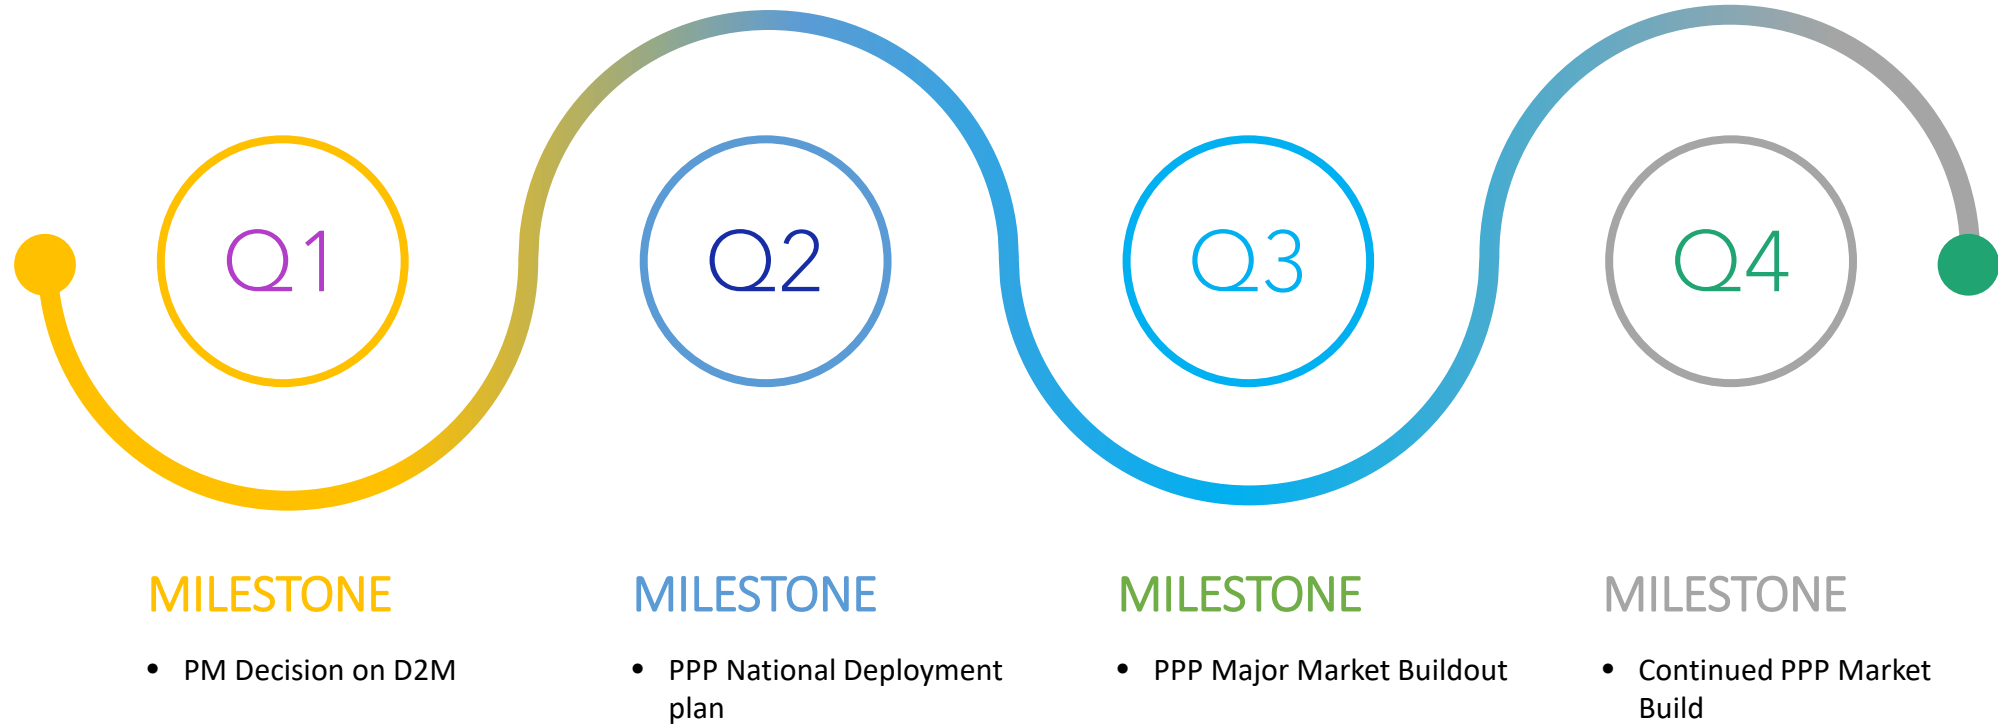 Q1
Q2
Q3
Q4
MILESTONE
• PM Decision on D2M
MILESTONE
• PPP National Deployment
plan
MILESTONE
• PPP Major Market Buildout
MILESTONE
• Continued PPP Market
Build